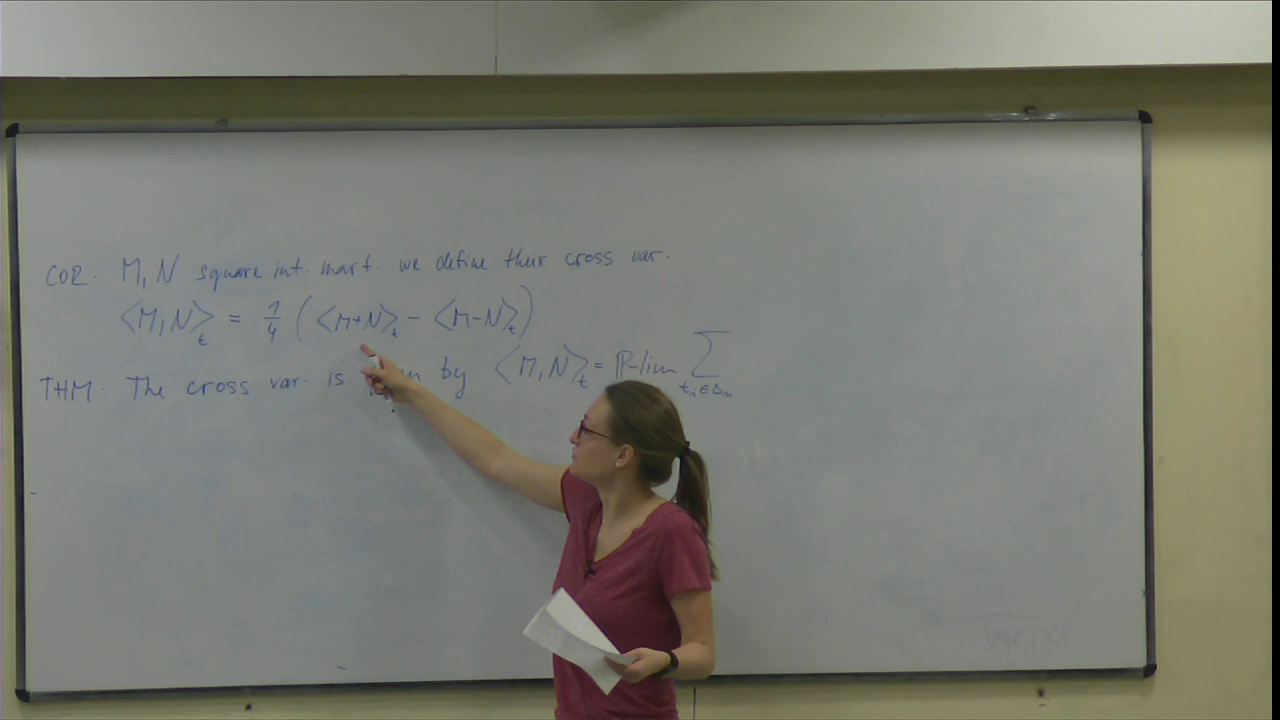 COR. M, N square int. mart. we define their cross var.
⟨M,N⟩_t = 1/4 (⟨M+N⟩_t - ⟨M-N⟩_t)
THM. The cross var. is by ⟨M,N⟩_t = ℙ-lim ∑_{t_n ∈ Δ_n}